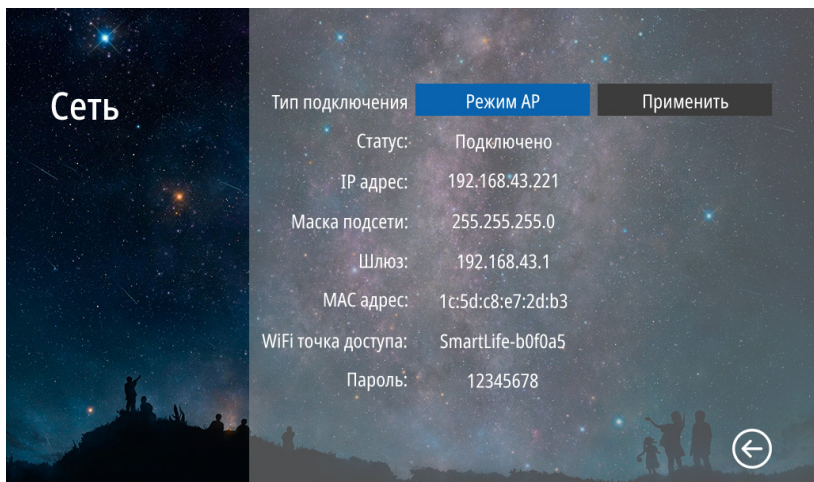 Сеть
Тип подключения Режим AP Применить
Статус: Подключено
IP адрес: 192.168.43.221
Маска подсети: 255.255.255.0
Шлюз: 192.168.43.1
MAC адрес: 1c:5d:c8:e7:2d:b3
WiFi точка доступа: SmartLife-b0f0a5
Пароль: 12345678